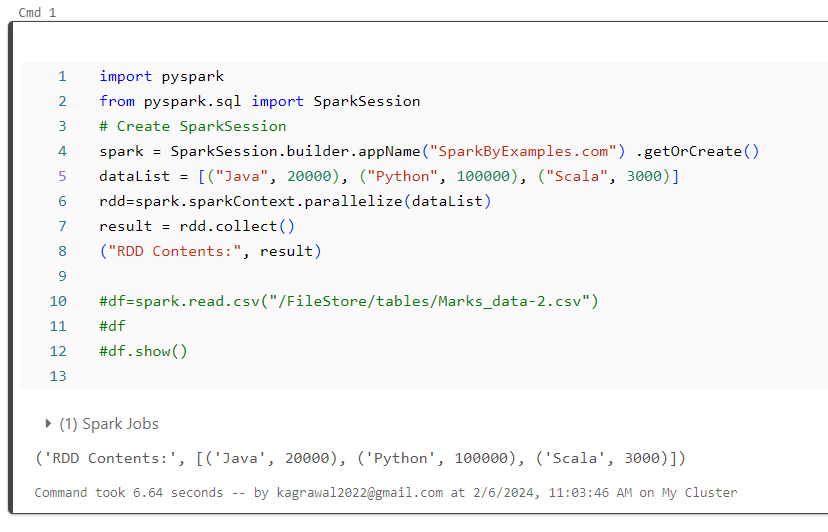 Cmd 1
1 import pyspark
2 from pyspark.sql import SparkSession
3 # Create SparkSession
4 spark = SparkSession.builder.appName("SparkByExamples.com") .getOrCreate()
5 dataList = [("Java", 20000), ("Python", 100000), ("Scala", 3000)]
6 rdd=spark.sparkContext.parallelize(dataList)
7 result = rdd.collect()
8 ("RDD Contents:", result)
9
10 #df=spark.read.csv("/FileStore/tables/Marks_data-2.csv")
11 #df
12 #df.show()
13
(1) Spark Jobs
('RDD Contents:', [('Java', 20000), ('Python', 100000), ('Scala', 3000)])
Command took 6.64 seconds -- by kagrawal2022@gmail.com at 2/6/2024, 11:03:46 AM on My Cluster